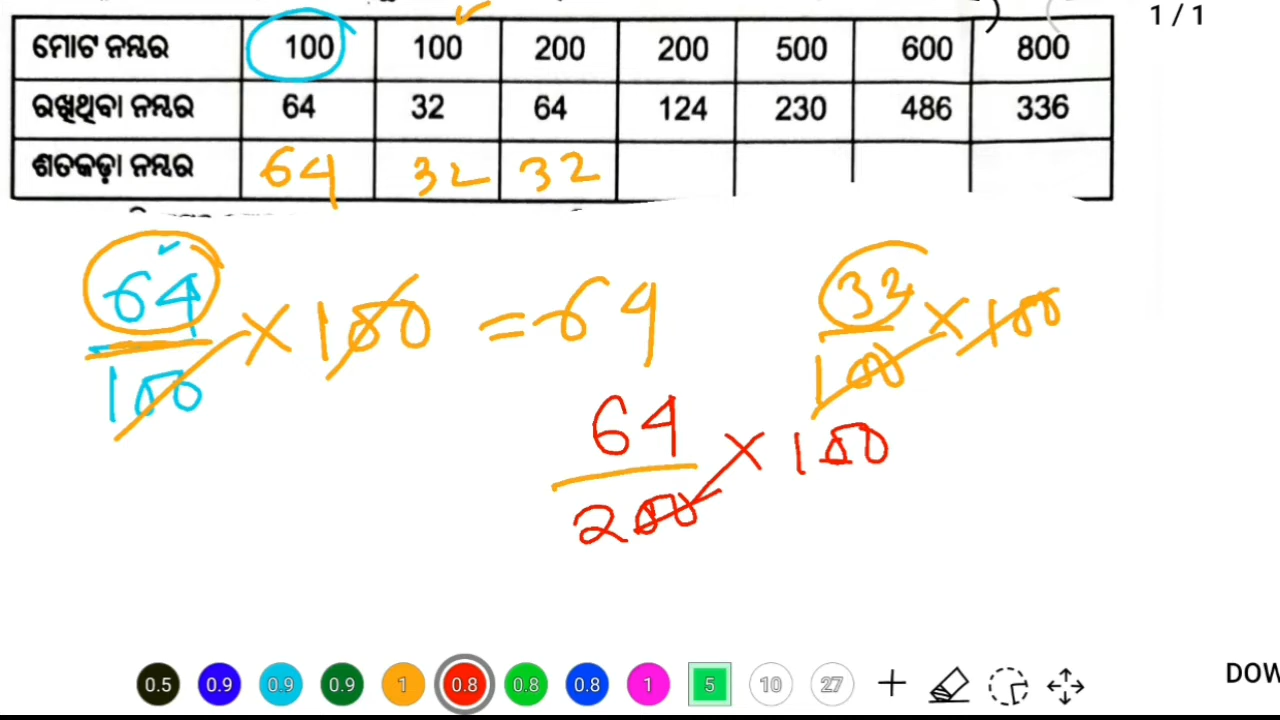 1 / 1
ମୋଟ ନମ୍ବର 100 100 200 200 500 600 800
ରଖିଥିବା ନମ୍ବର 64 32 64 124 230 486 336
ଶତକଡ଼ା ନମ୍ବର 64 32 32
64/100 × 100 = 64
32/100 × 100
64/200 × 100
0.5 0.9 0.9 0.9 1 0.8 0.8 0.8 1 5 10 27
DOW